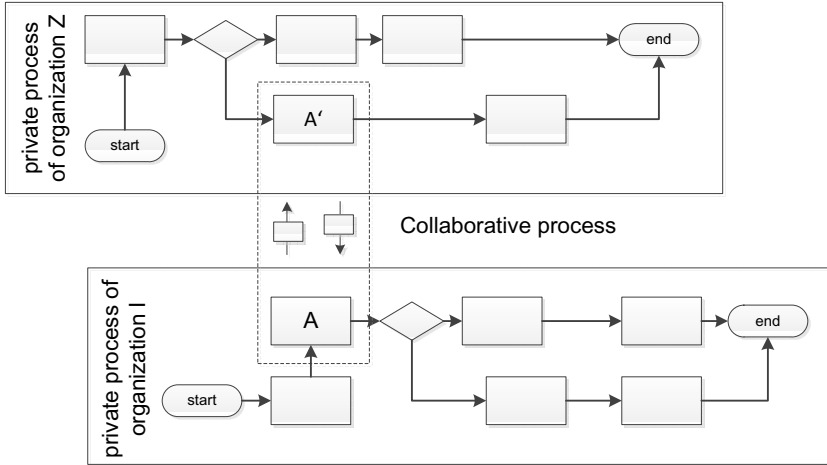 private process
of organization Z
end
A‘
start
Collaborative process
private process of
organization I
A
end
start